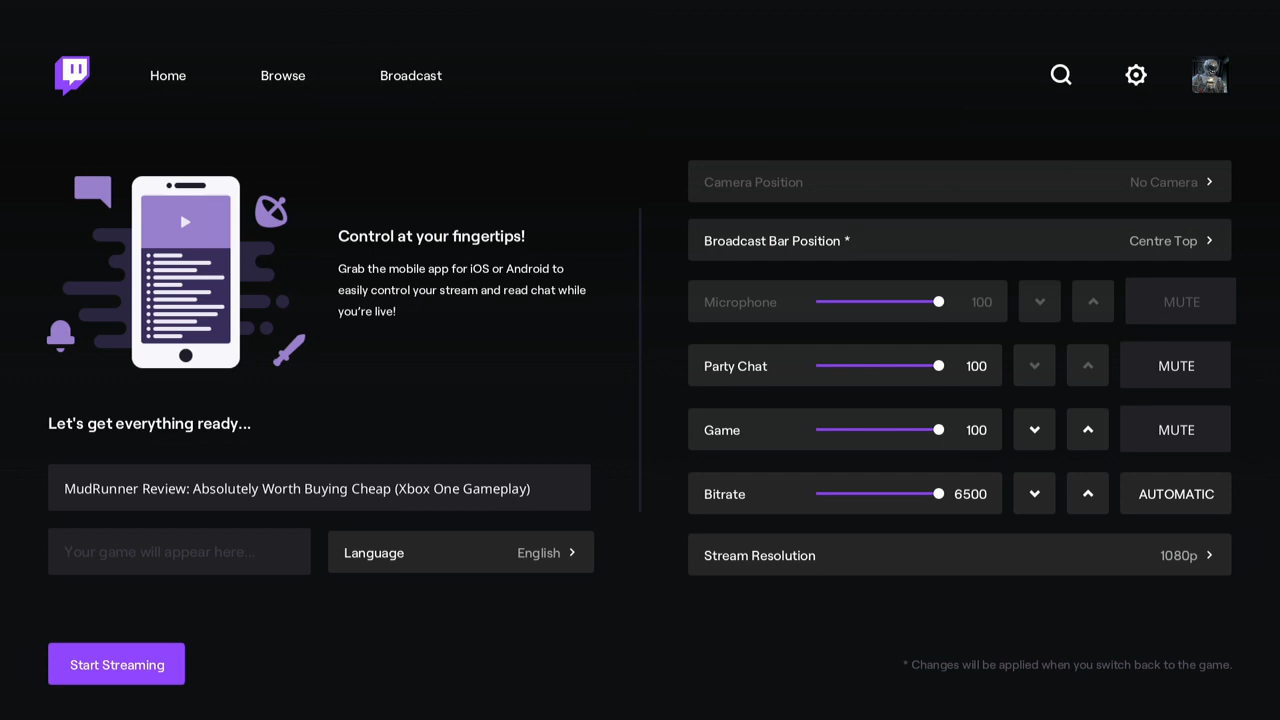 Home
Browse
Broadcast
Control at your fingertips!
Grab the mobile app for iOS or Android to
easily control your stream and read chat while
you're live!
Let's get everything ready...
MudRunner Review: Absolutely Worth Buying Cheap (Xbox One Gameplay)
Your game will appear here...
Language English
Start Streaming
Camera Position No Camera
Broadcast Bar Position * Centre Top
Microphone 100 MUTE
Party Chat 100 MUTE
Game 100 MUTE
Bitrate 6500 AUTOMATIC
Stream Resolution 1080p
* Changes will be applied when you switch back to the game.